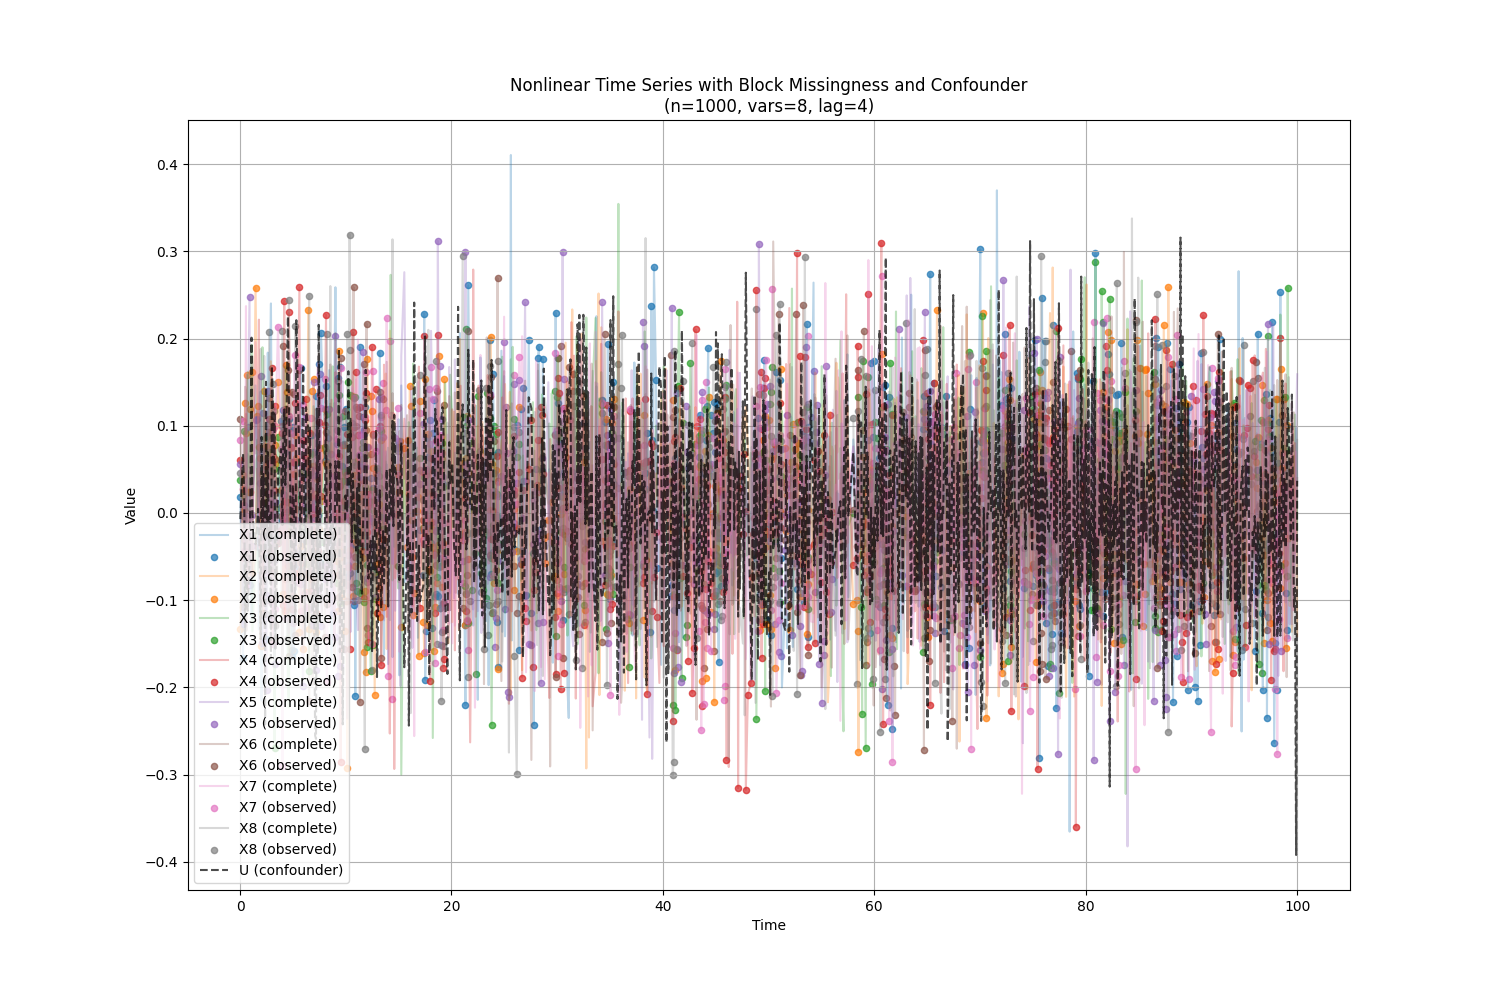 Nonlinear Time Series with Block Missingness and Confounder
(n=1000, vars=8, lag=4)
Value
0.4
0.3
0.2
0.1
0.0
−0.1
−0.2
−0.3
−0.4
X1 (complete)
X1 (observed)
X2 (complete)
X2 (observed)
X3 (complete)
X3 (observed)
X4 (complete)
X4 (observed)
X5 (complete)
X5 (observed)
X6 (complete)
X6 (observed)
X7 (complete)
X7 (observed)
X8 (complete)
X8 (observed)
U (confounder)
0
20
40
60
80
100
Time